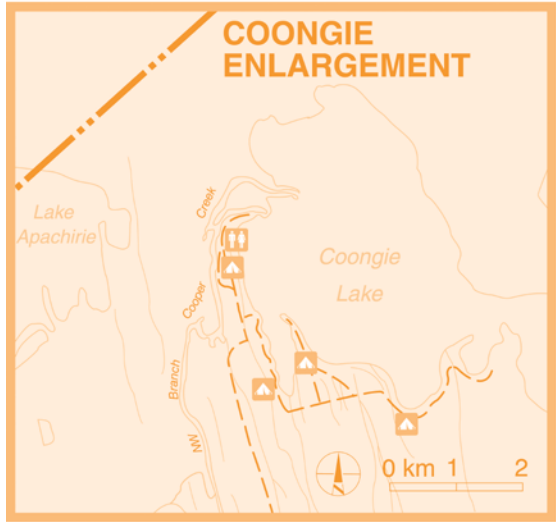 COONGIE
ENLARGEMENT
Lake
Apachirie
Creek
Cooper
Branch
NW
Coongie
Lake
0 km 1 2